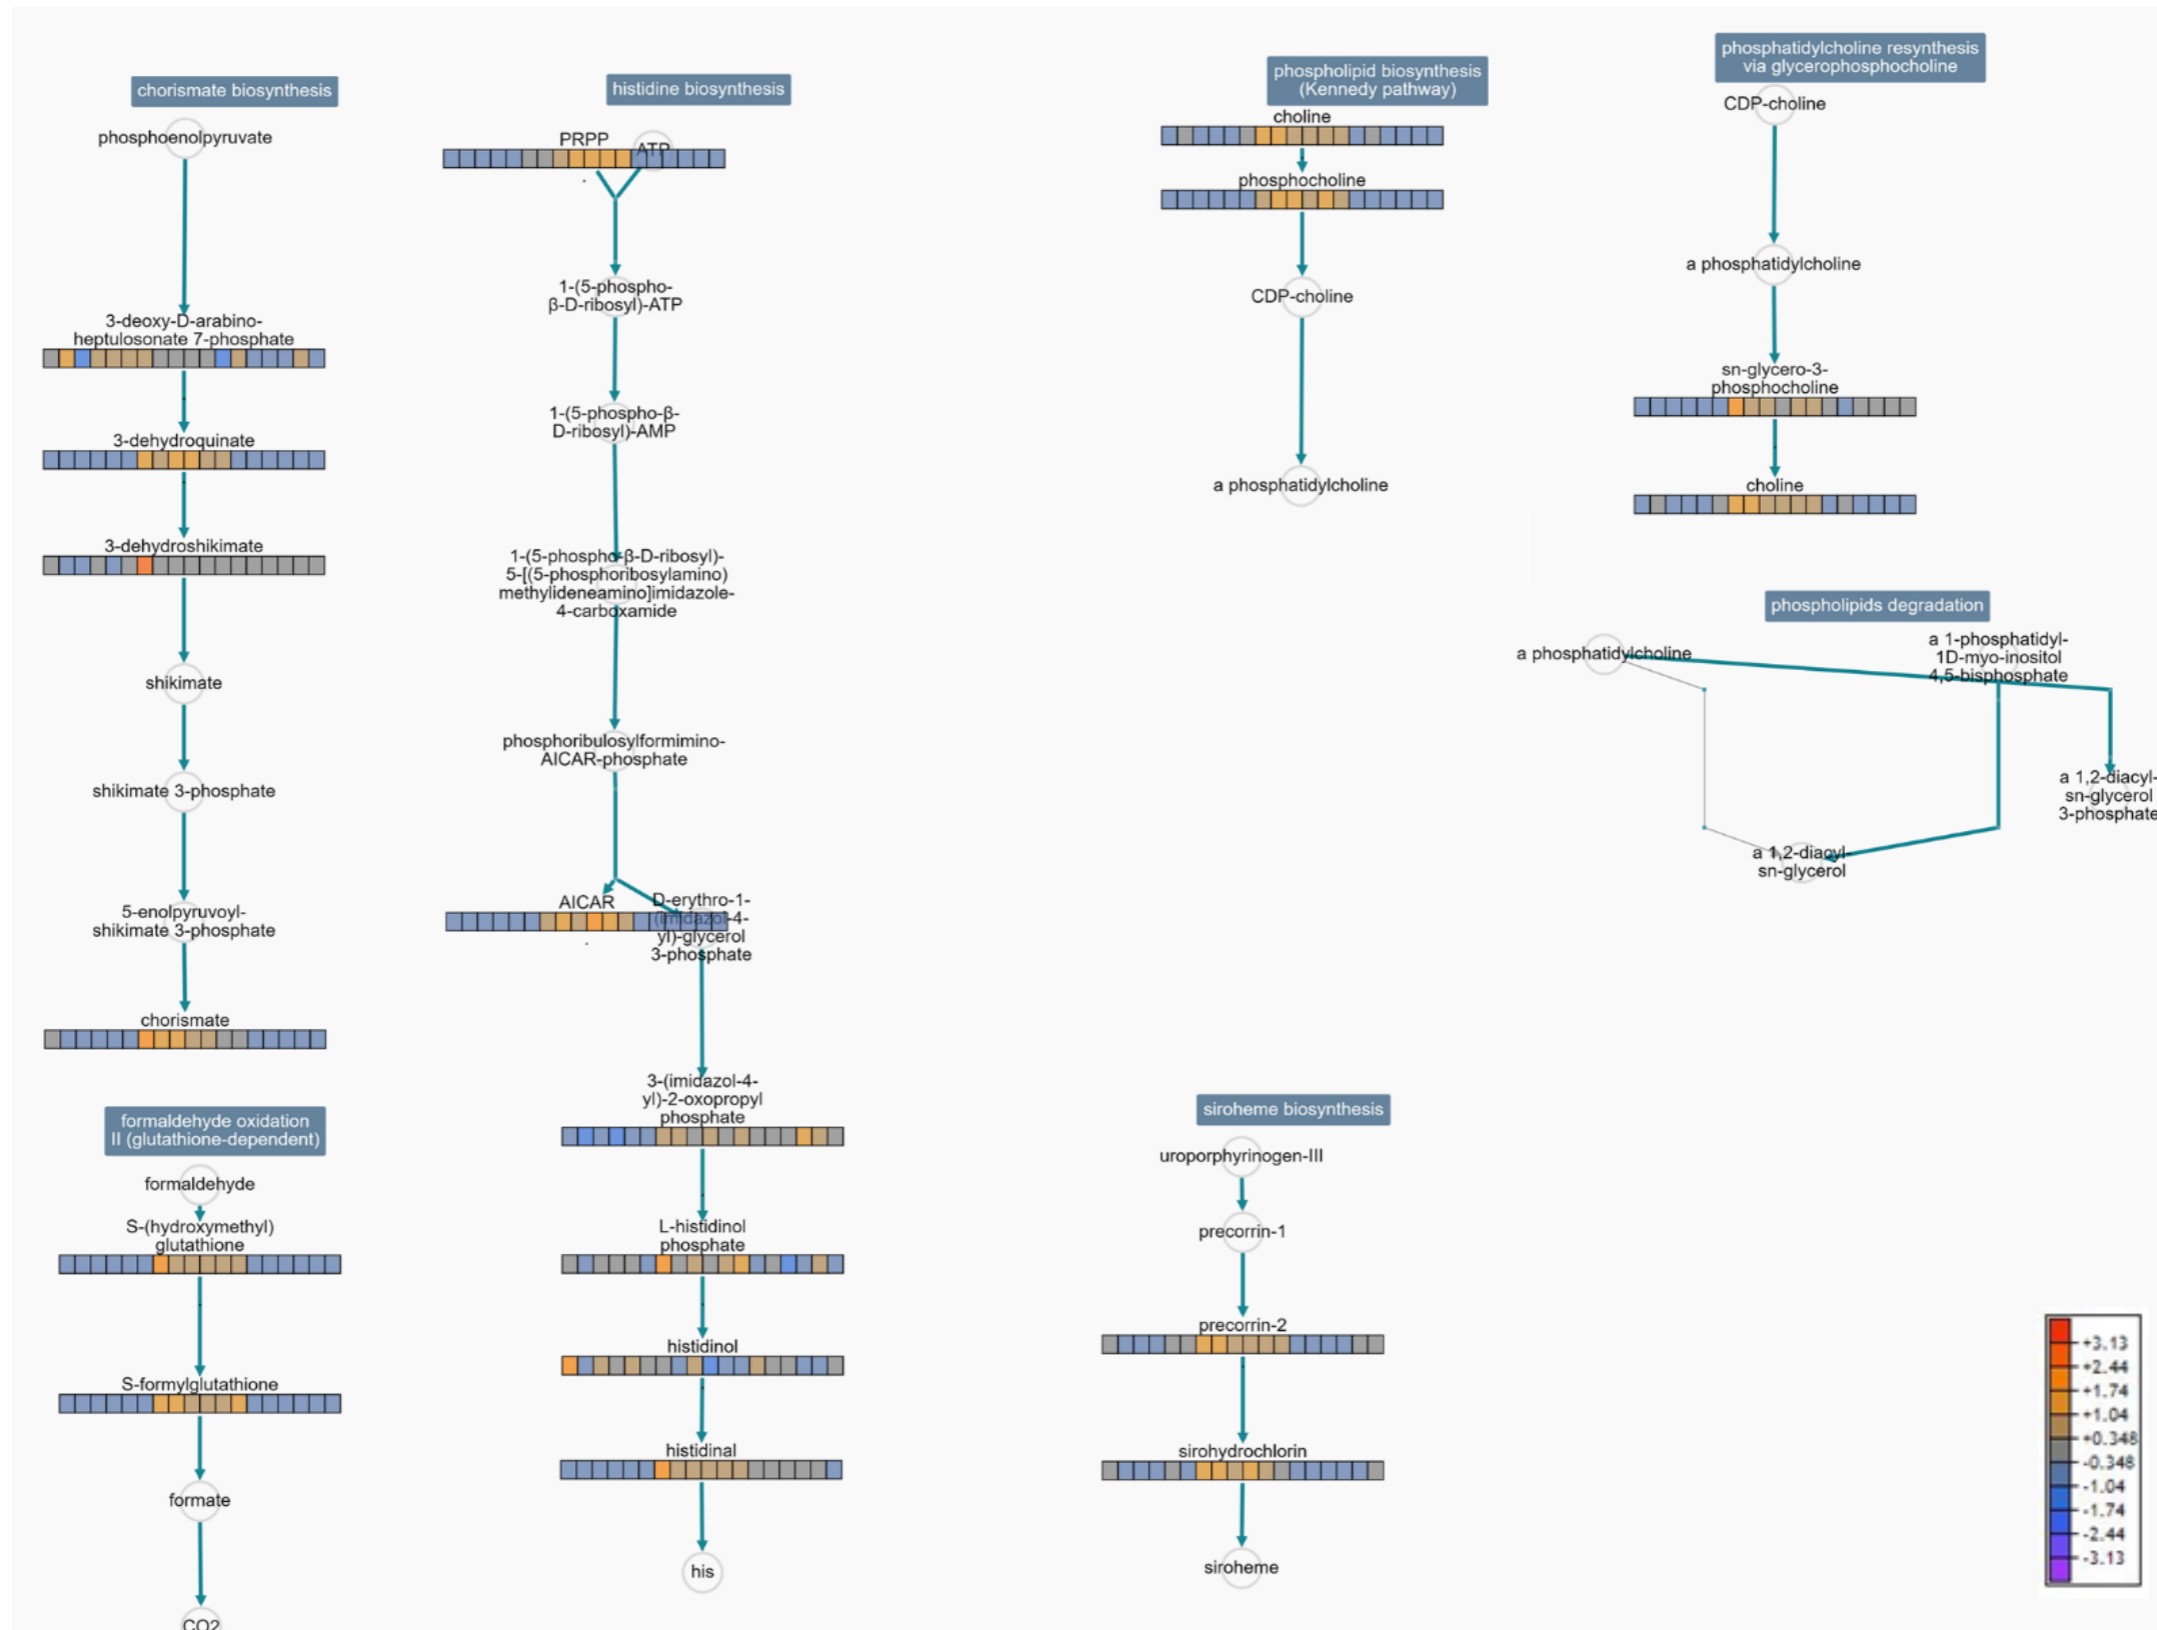 chorismate biosynthesis
phosphoenolpyruvate
3-deoxy-D-arabino-
heptulosonate 7-phosphate
3-dehydroquinate
3-dehydroshikimate
shikimate
shikimate 3-phosphate
5-enolpyruvoyl-
shikimate 3-phosphate
chorismate
formaldehyde oxidation
II (glutathione-dependent)
formaldehyde
S-(hydroxymethyl)
glutathione
S-formylglutathione
formate
CO2
histidine biosynthesis
PRPP
ATP
1-(5-phospho-
β-D-ribosyl)-ATP
1-(5-phospho-β-
D-ribosyl)-AMP
1-(5-phospho-β-D-ribosyl)-
5-[(5-phosphoribosylamino)
methylideneamino]imidazole-
4-carboxamide
phosphoribulosylformimino-
AICAR-phosphate
AICAR
D-erythro-1-
(imidazol-4-
yl)-glycerol
3-phosphate
3-(imidazol-4-
yl)-2-oxopropyl
phosphate
L-histidinol
phosphate
histidinol
histidinal
his
phospholipid biosynthesis
(Kennedy pathway)
choline
phosphocholine
CDP-choline
a phosphatidylcholine
siroheme biosynthesis
uroporphyrinogen-III
precorrin-1
precorrin-2
sirohydrochlorin
siroheme
phosphatidylcholine resynthesis
via glycerophosphocholine
CDP-choline
a phosphatidylcholine
sn-glycero-3-
phosphocholine
choline
phospholipids degradation
a phosphatidylcholine
a 1-phosphatidyl-
1D-myo-inositol
4,5-bisphosphate
a 1,2-diacyl-
sn-glycerol
3-phosphate
a 1,2-diacyl-
sn-glycerol
+3.13
+2.44
+1.74
+1.04
+0.348
-0.348
-1.04
-1.74
-2.44
-3.13